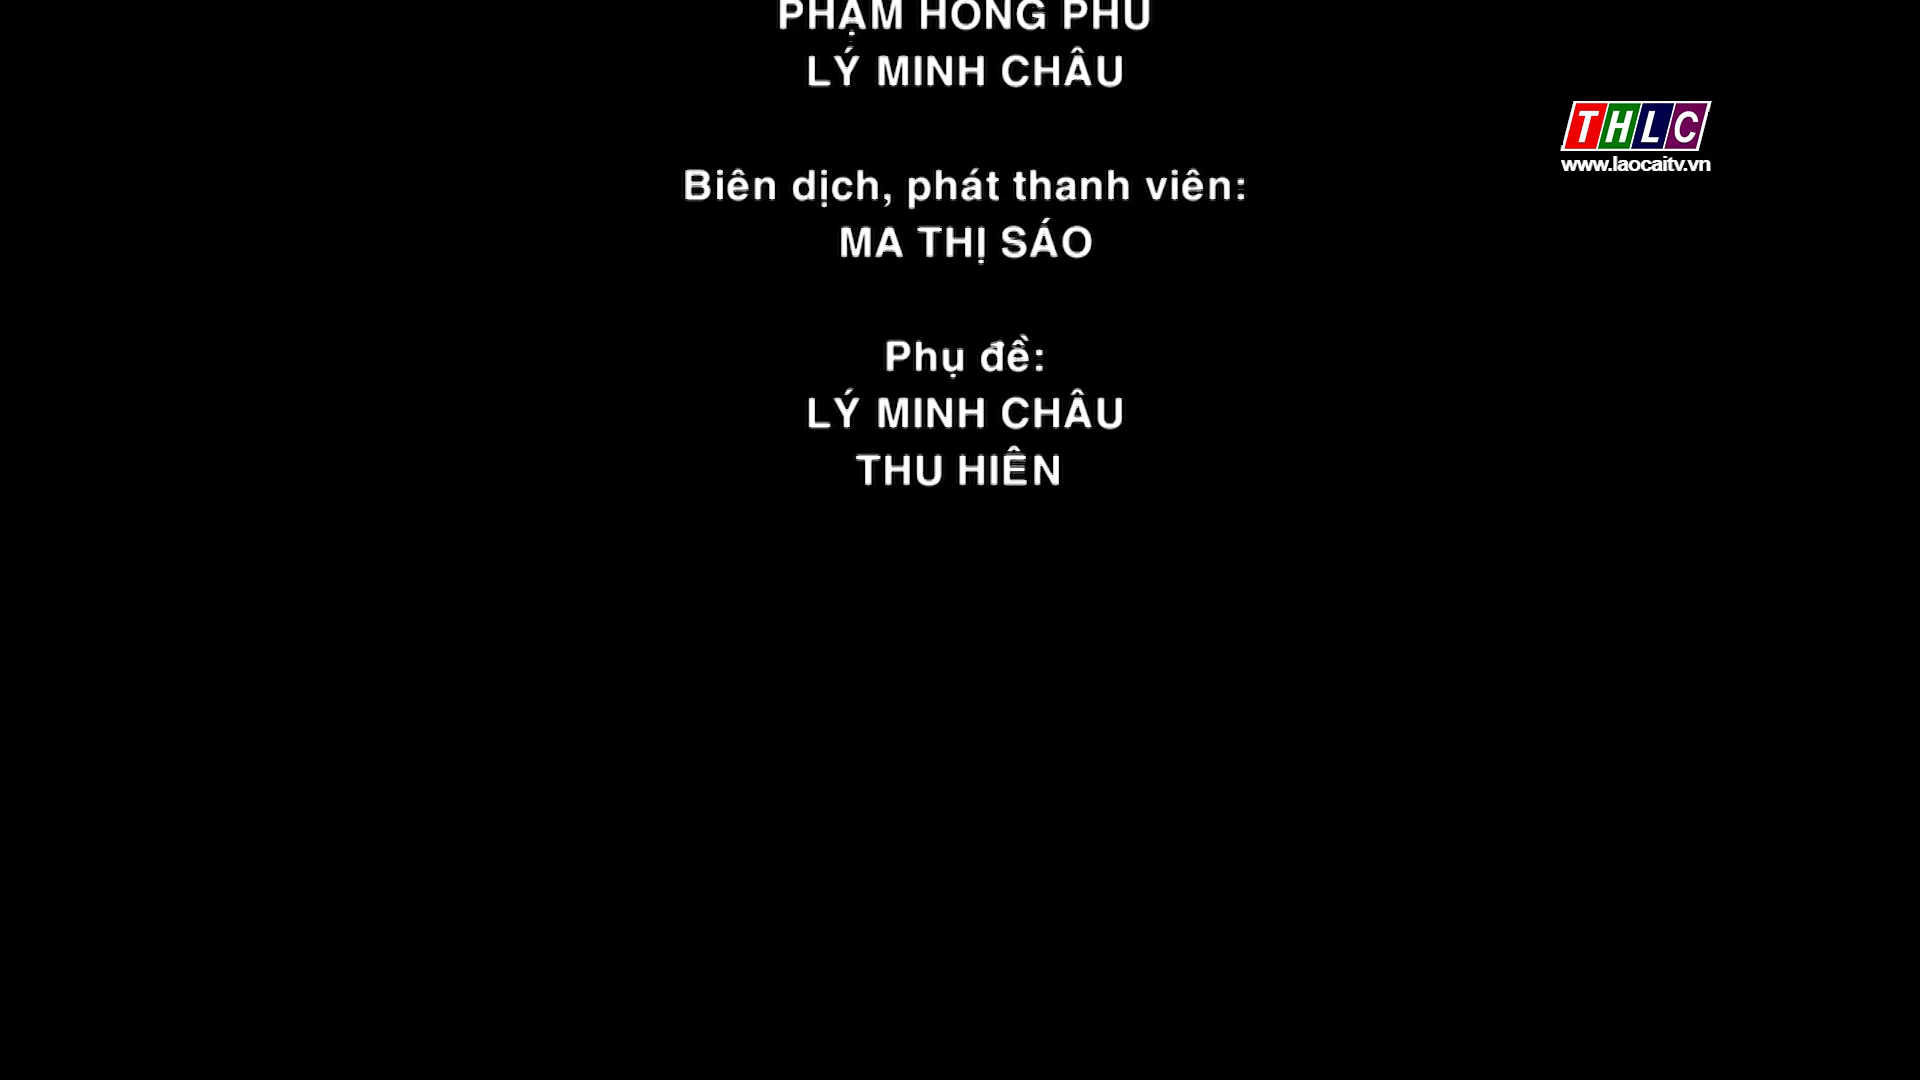 PHẠM HỒNG PHÚ
LÝ MINH CHÂU
THLC
www.laocaitv.vn
Biên dịch, phát thanh viên:
MA THỊ SÁO
Phụ đề:
LÝ MINH CHÂU
THU HIÊN